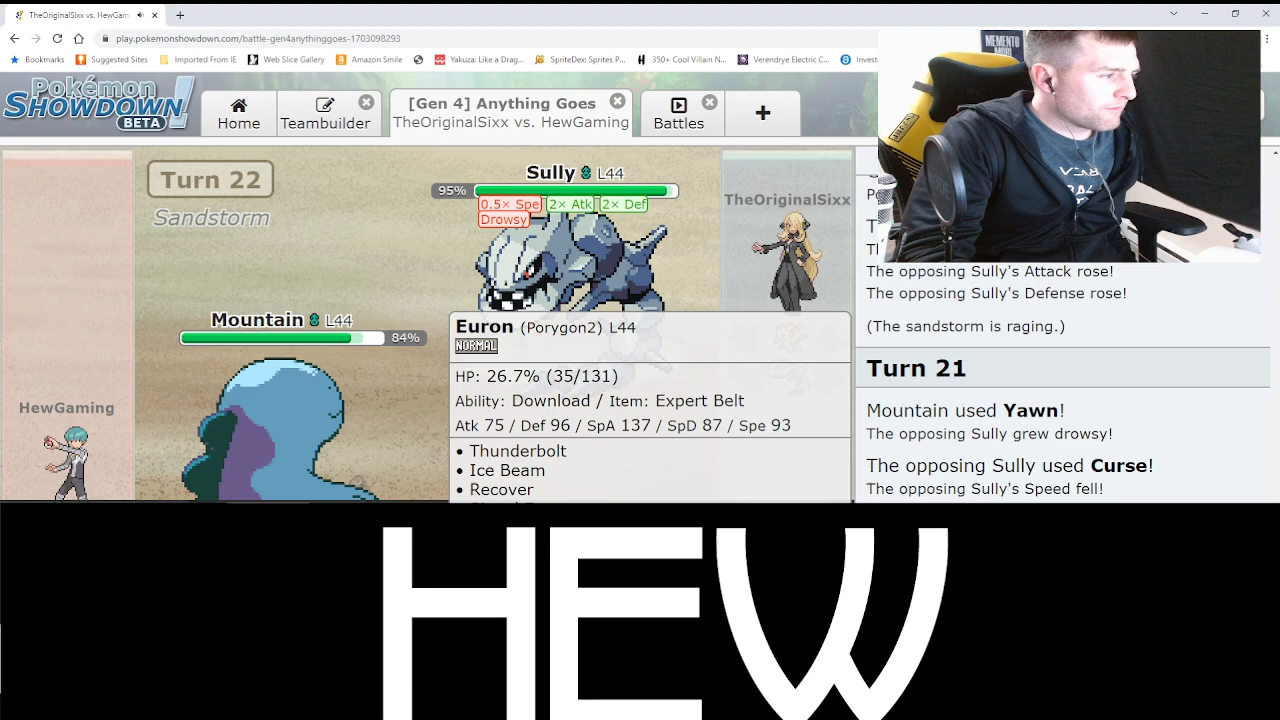 TheOriginalSixx vs. HewGami
play.pokemonshowdown.com/battle-gen4anythinggoes-1703098293
Bookmarks
Suggested Sites
Imported From IE
Web Slice Gallery
Amazon Smile
Yakuza: Like a Drag...
SpriteDex: Sprites P...
350+ Cool Villain N...
Verendrye Electric C...
Invest
MEMENTO
MORI
Pokémon
SHOWDOWN!
BETA
Home
Teambuilder
[Gen 4] Anything Goes
TheOriginalSixx vs. HewGaming
Battles
+
Turn 22
Sandstorm
Sully L44
95%
0.5× Spe 2× Atk 2× Def
Drowsy
TheOriginalSixx
Mountain L44
84%
HewGaming
Euron (Porygon2) L44
NORMAL
HP: 26.7% (35/131)
Ability: Download / Item: Expert Belt
Atk 75 / Def 96 / SpA 137 / SpD 87 / Spe 93
• Thunderbolt
• Ice Beam
• Recover
The opposing Sully's Attack rose!
The opposing Sully's Defense rose!
(The sandstorm is raging.)
Turn 21
Mountain used Yawn!
The opposing Sully grew drowsy!
The opposing Sully used Curse!
The opposing Sully's Speed fell!
HEW